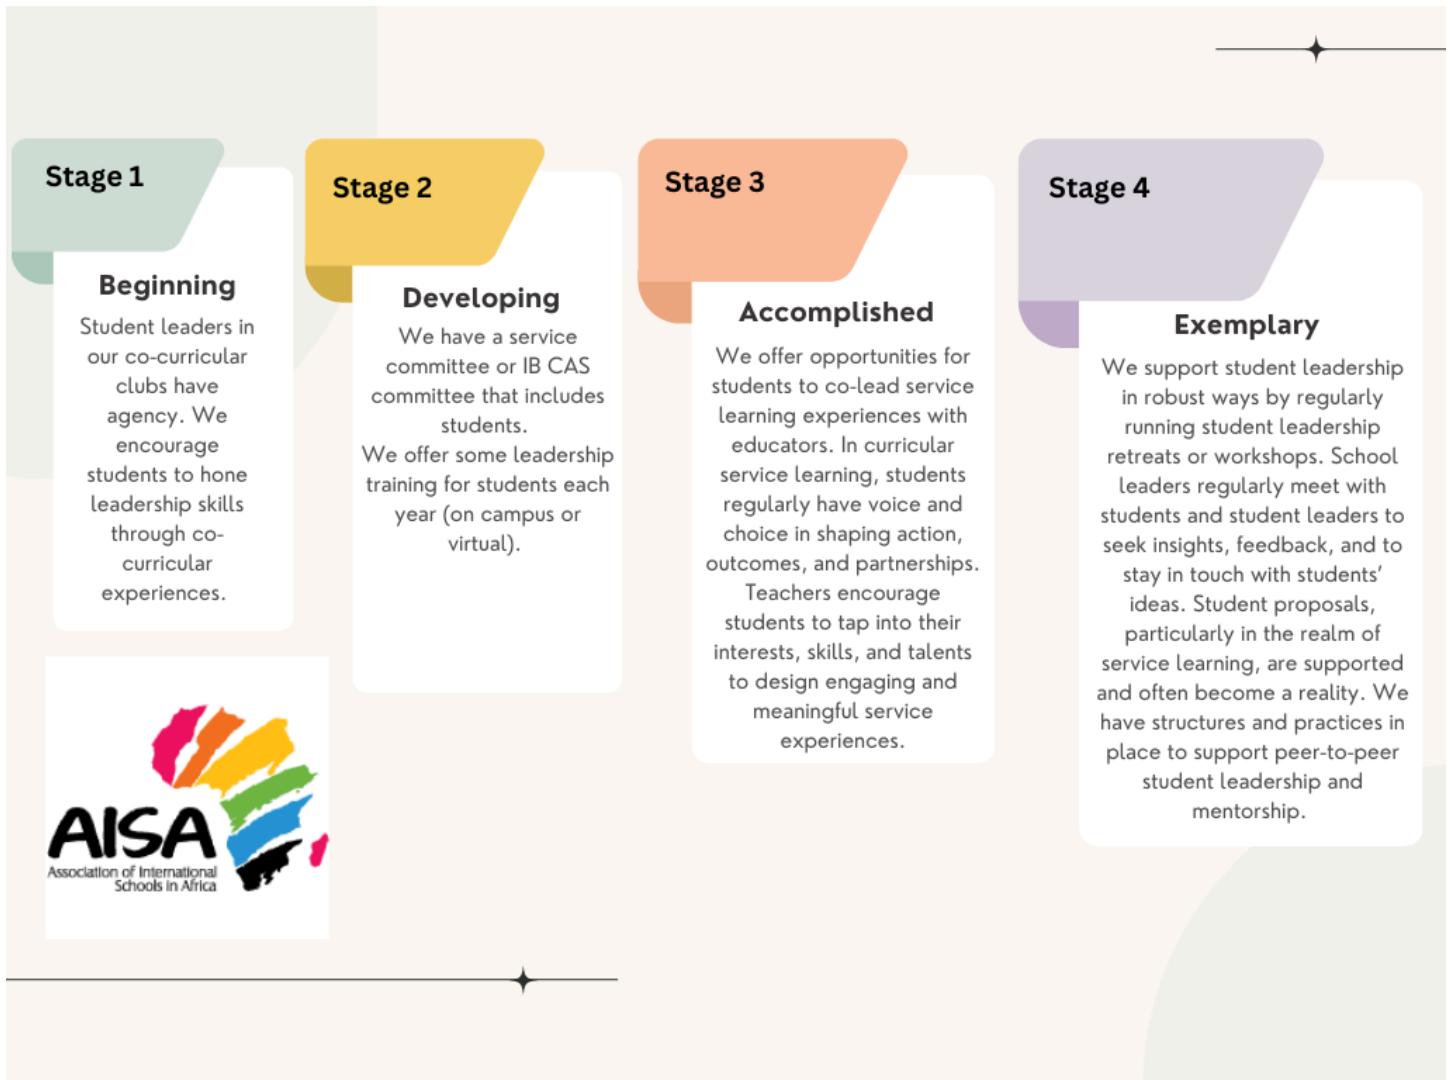 Stage 1
Beginning
Student leaders in
our co-curricular
clubs have
agency. We
encourage
students to hone
leadership skills
through co-
curricular
experiences.
Stage 2
Developing
We have a service
committee or IB CAS
committee that includes
students.
We offer some leadership
training for students each
year (on campus or
virtual).
Stage 3
Accomplished
We offer opportunities for
students to co-lead service
learning experiences with
educators. In curricular
service learning, students
regularly have voice and
choice in shaping action,
outcomes, and partnerships.
Teachers encourage
students to tap into their
interests, skills, and talents
to design engaging and
meaningful service
experiences.
Stage 4
Exemplary
We support student leadership
in robust ways by regularly
running student leadership
retreats or workshops. School
leaders regularly meet with
students and student leaders to
seek insights, feedback, and to
stay in touch with students’
ideas. Student proposals,
particularly in the realm of
service learning, are supported
and often become a reality. We
have structures and practices in
place to support peer-to-peer
student leadership and
mentorship.
AISA
Association of International
Schools in Africa